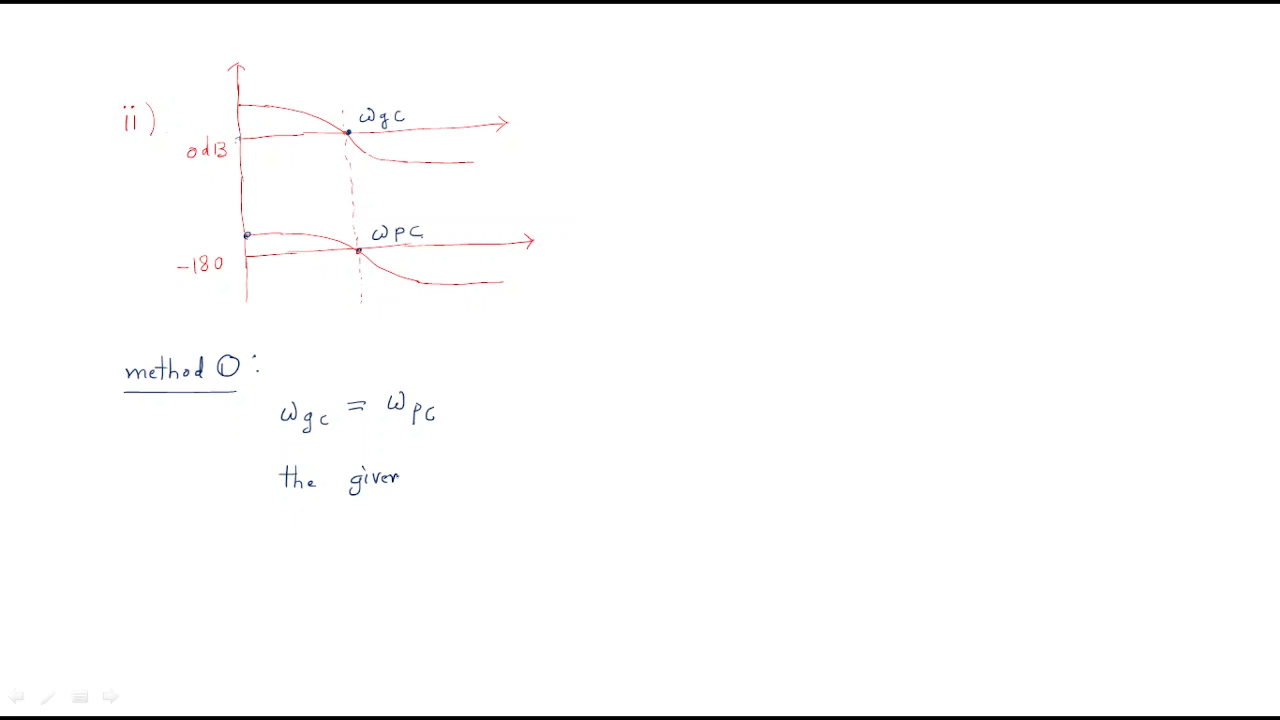 ii)
ωgc
0dB
ωpc
-180
method ①:
ωgc = ωpc
the given